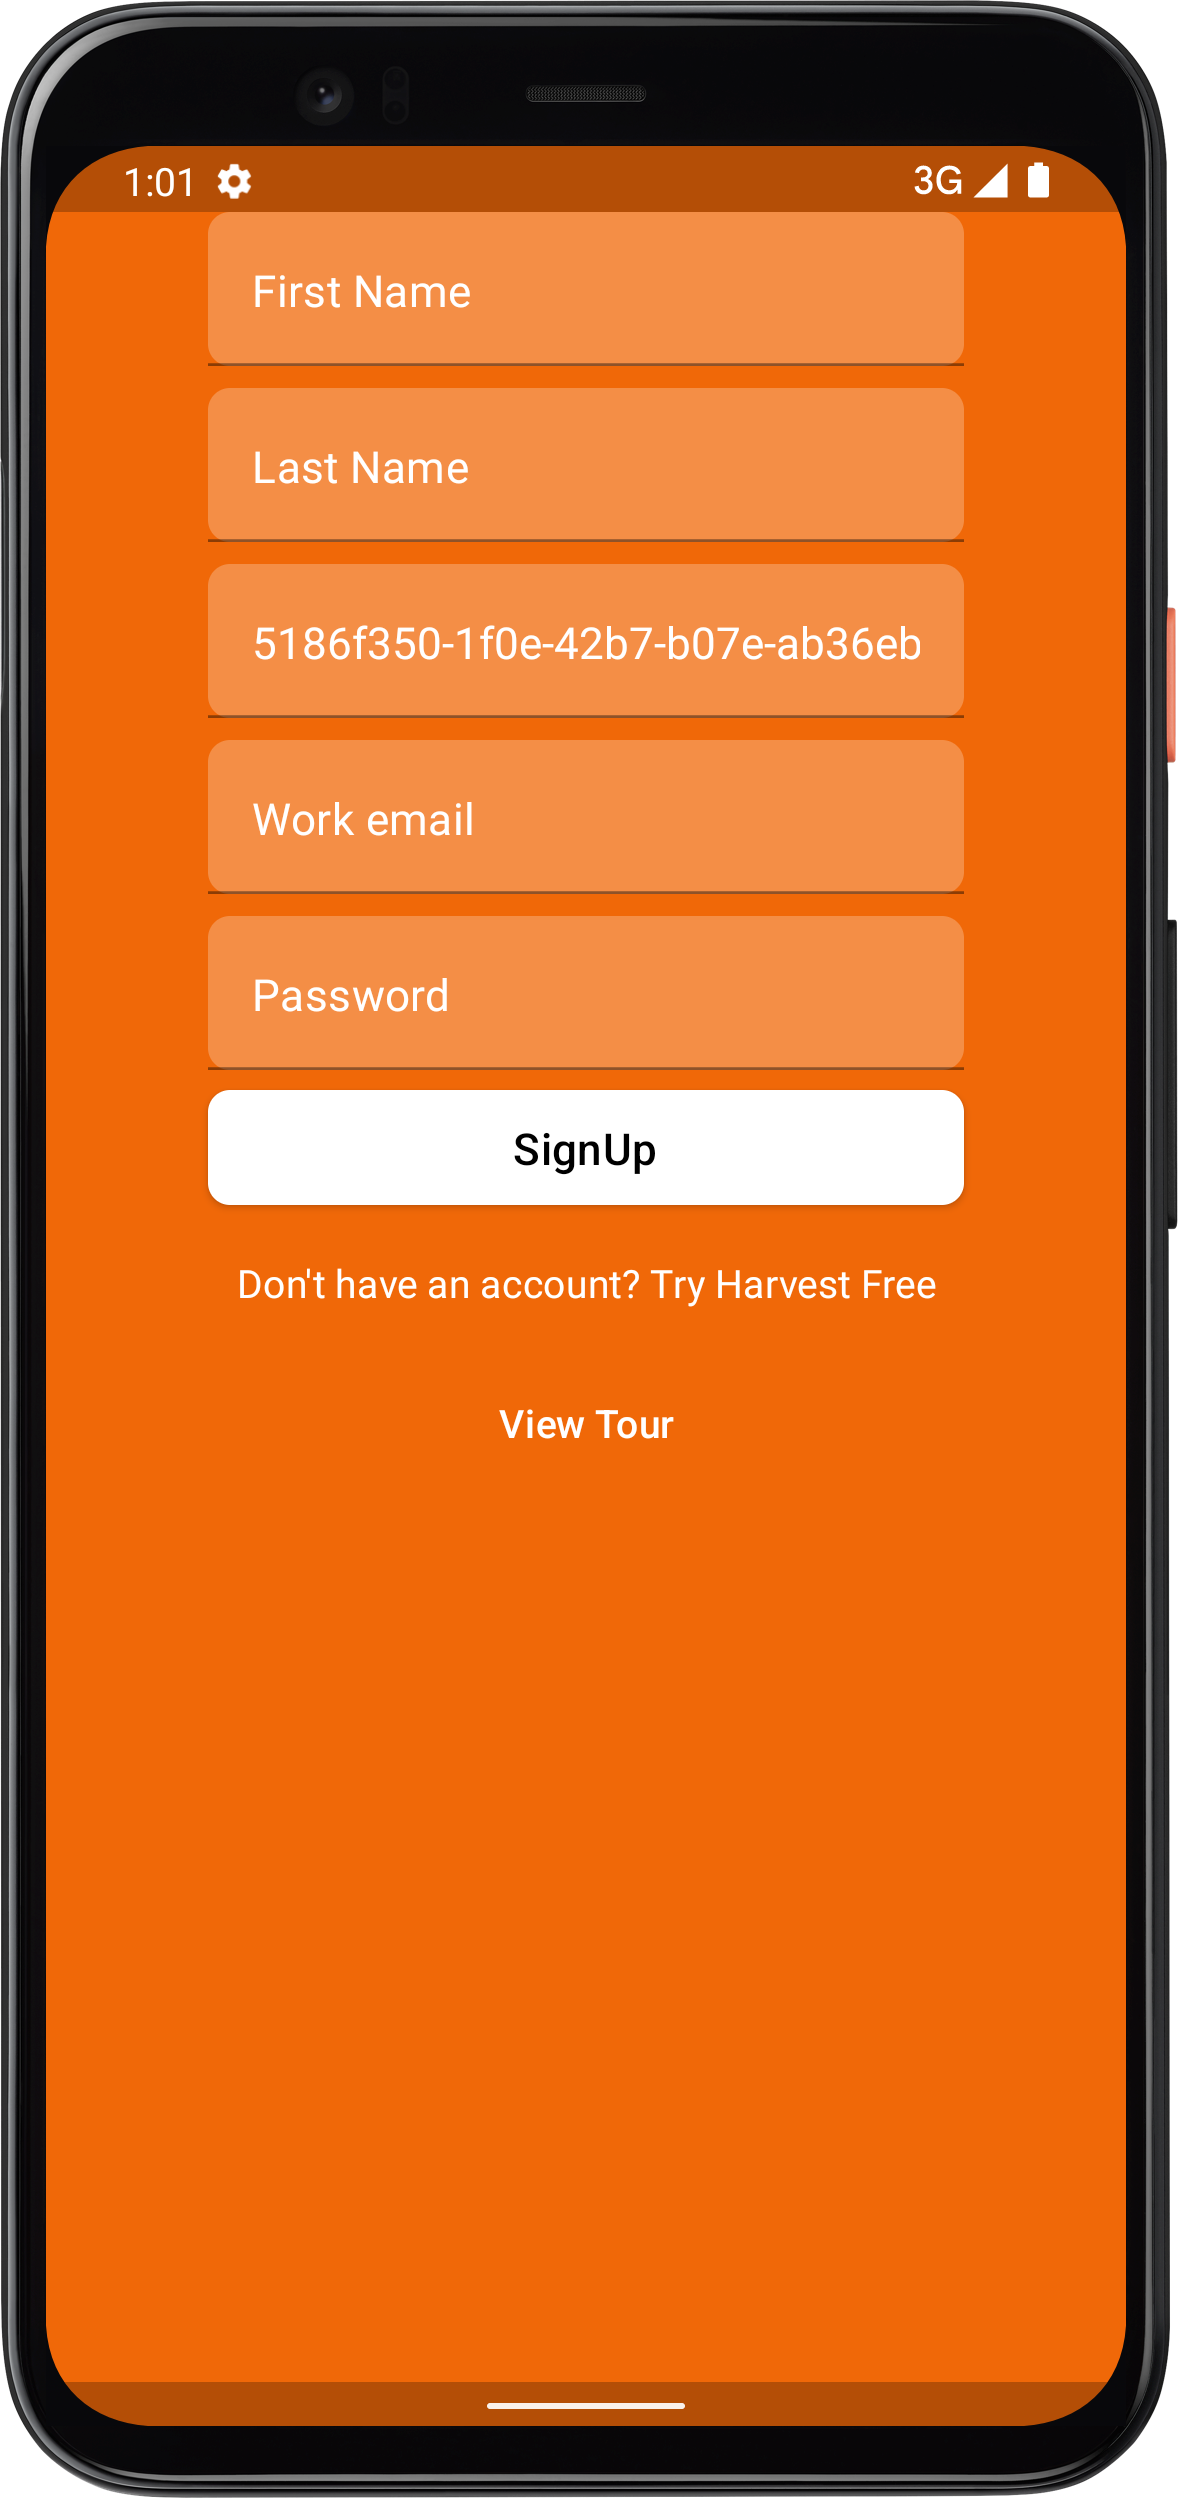 1:01 3G
First Name
Last Name
5186f350-1f0e-42b7-b07e-ab36eb
Work email
Password
SignUp
Don't have an account? Try Harvest Free
View Tour